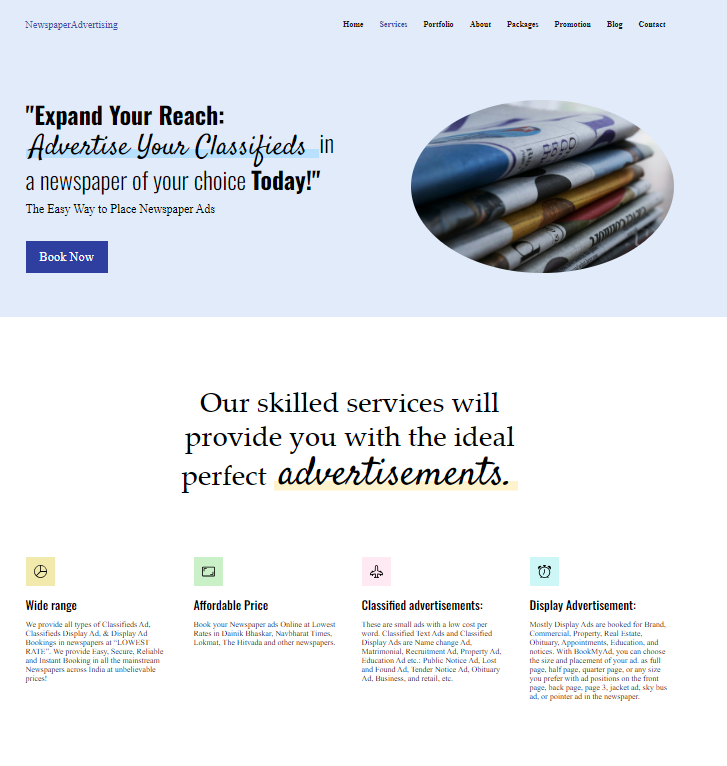 NewspaperAdvertising
Home Services Portfolio About Packages Promotion Blog Contact
"Expand Your Reach:
Advertise Your Classifieds in
a newspaper of your choice Today!"
The Easy Way to Place Newspaper Ads
Book Now
Our skilled services will
provide you with the ideal
perfect advertisements.
Wide range
We provide all types of Classifieds Ad,
Classifieds Display Ad, & Display Ad
Bookings in newspapers at “LOWEST
RATE”. We provide Easy, Secure, Reliable
and Instant Booking in all the mainstream
Newspapers across India at unbelievable
prices!
Affordable Price
Book your Newspaper ads Online at Lowest
Rates in Dainik Bhaskar, Navbharat Times,
Lokmat, The Hitvada and other newspapers.
Classified advertisements:
These are small ads with a low cost per
word. Classified Text Ads and Classified
Display Ads are Name change Ad,
Matrimonial, Recruitment Ad, Property Ad,
Education Ad etc.: Public Notice Ad, Lost
and Found Ad, Tender Notice Ad, Obituary
Ad, Business, and retail, etc.
Display Advertisement:
Mostly Display Ads are booked for Brand,
Commercial, Property, Real Estate,
Obituary, Appointments, Education, and
notices. With BookMyAd, you can choose
the size and placement of your ad. as full
page, half page, quarter page, or any size
you prefer with ad positions on the front
page, back page, page 3, jacket ad, sky bus
ad, or pointer ad in the newspaper.